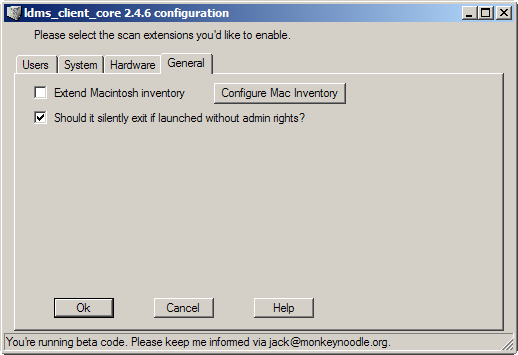 ldms_client_core 2.4.6 configuration
Please select the scan extensions you'd like to enable.
Users System Hardware General
Extend Macintosh inventory Configure Mac Inventory
Should it silently exit if launched without admin rights?
Ok Cancel Help
You're running beta code. Please keep me informed via jack@monkeynoodle.org.